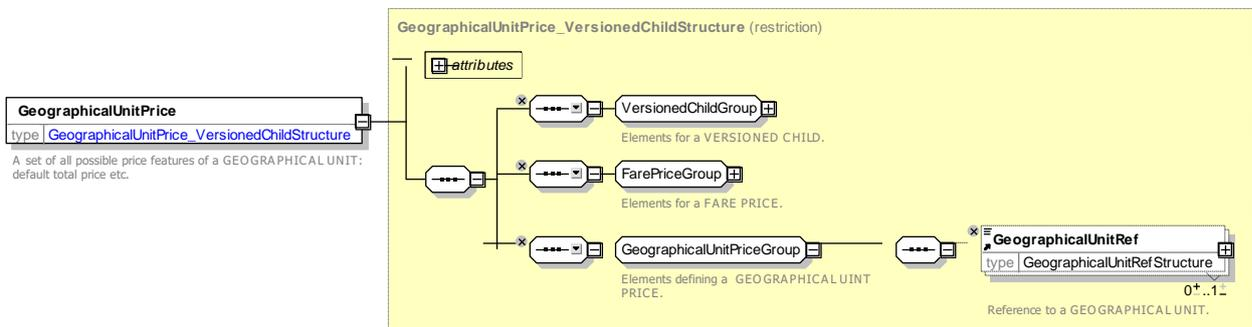 GeographicalUnitPrice_VersionedChildStructure (restriction)
attributes
GeographicalUnitPrice
type GeographicalUnitPrice_VersionedChildStructure
A set of all possible price features of a GEOGRAPHICAL UNIT:
default total price etc.
VersionedChildGroup
Elements for a VERSIONED CHILD.
FarePriceGroup
Elements for a FARE PRICE.
GeographicalUnitPriceGroup
Elements defining a GEOGRAPHICAL UINT
PRICE.
GeographicalUnitRef
type GeographicalUnitRefStructure
0..1
Reference to a GEOGRAPHICAL UNIT.